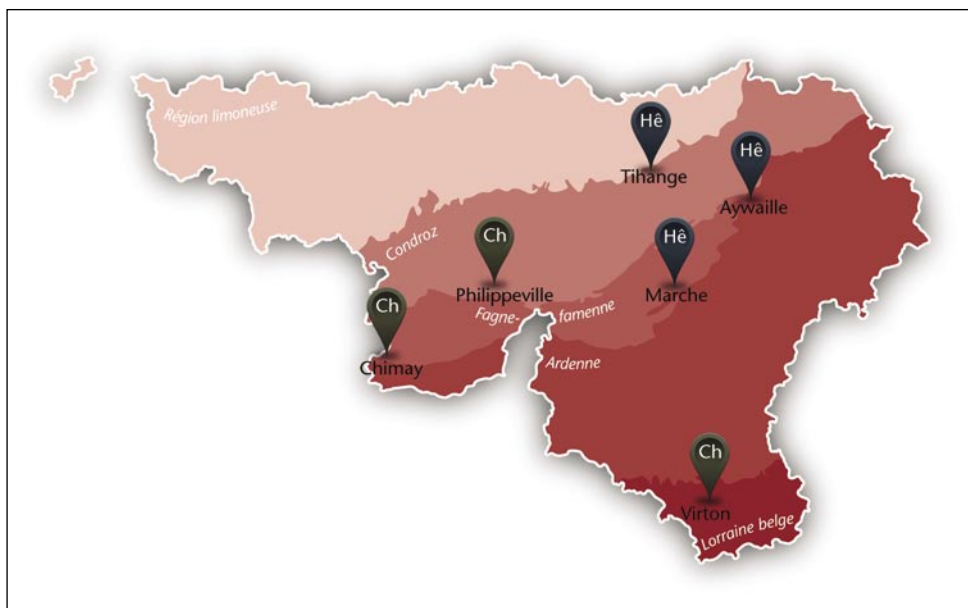 Région limoneuse
Hê
Tihange
Hê
Aywaille
Condroz
Ch
Philippeville
Hê
Marche
Ch
Chimay
Fagne-famenne
Ardenne
Ch
Virton
Lorraine belge